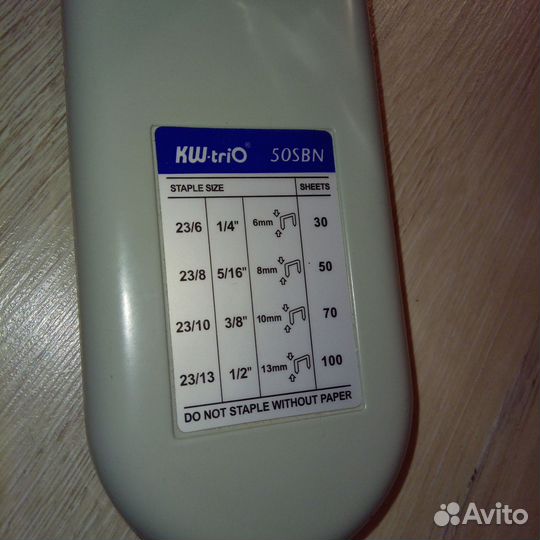 KW-triO® 50SBN
STAPLE SIZE SHEETS
23/6 1/4" 6mm 30
23/8 5/16" 8mm 50
23/10 3/8" 10mm 70
23/13 1/2" 13mm 100
DO NOT STAPLE WITHOUT PAPER
Avito